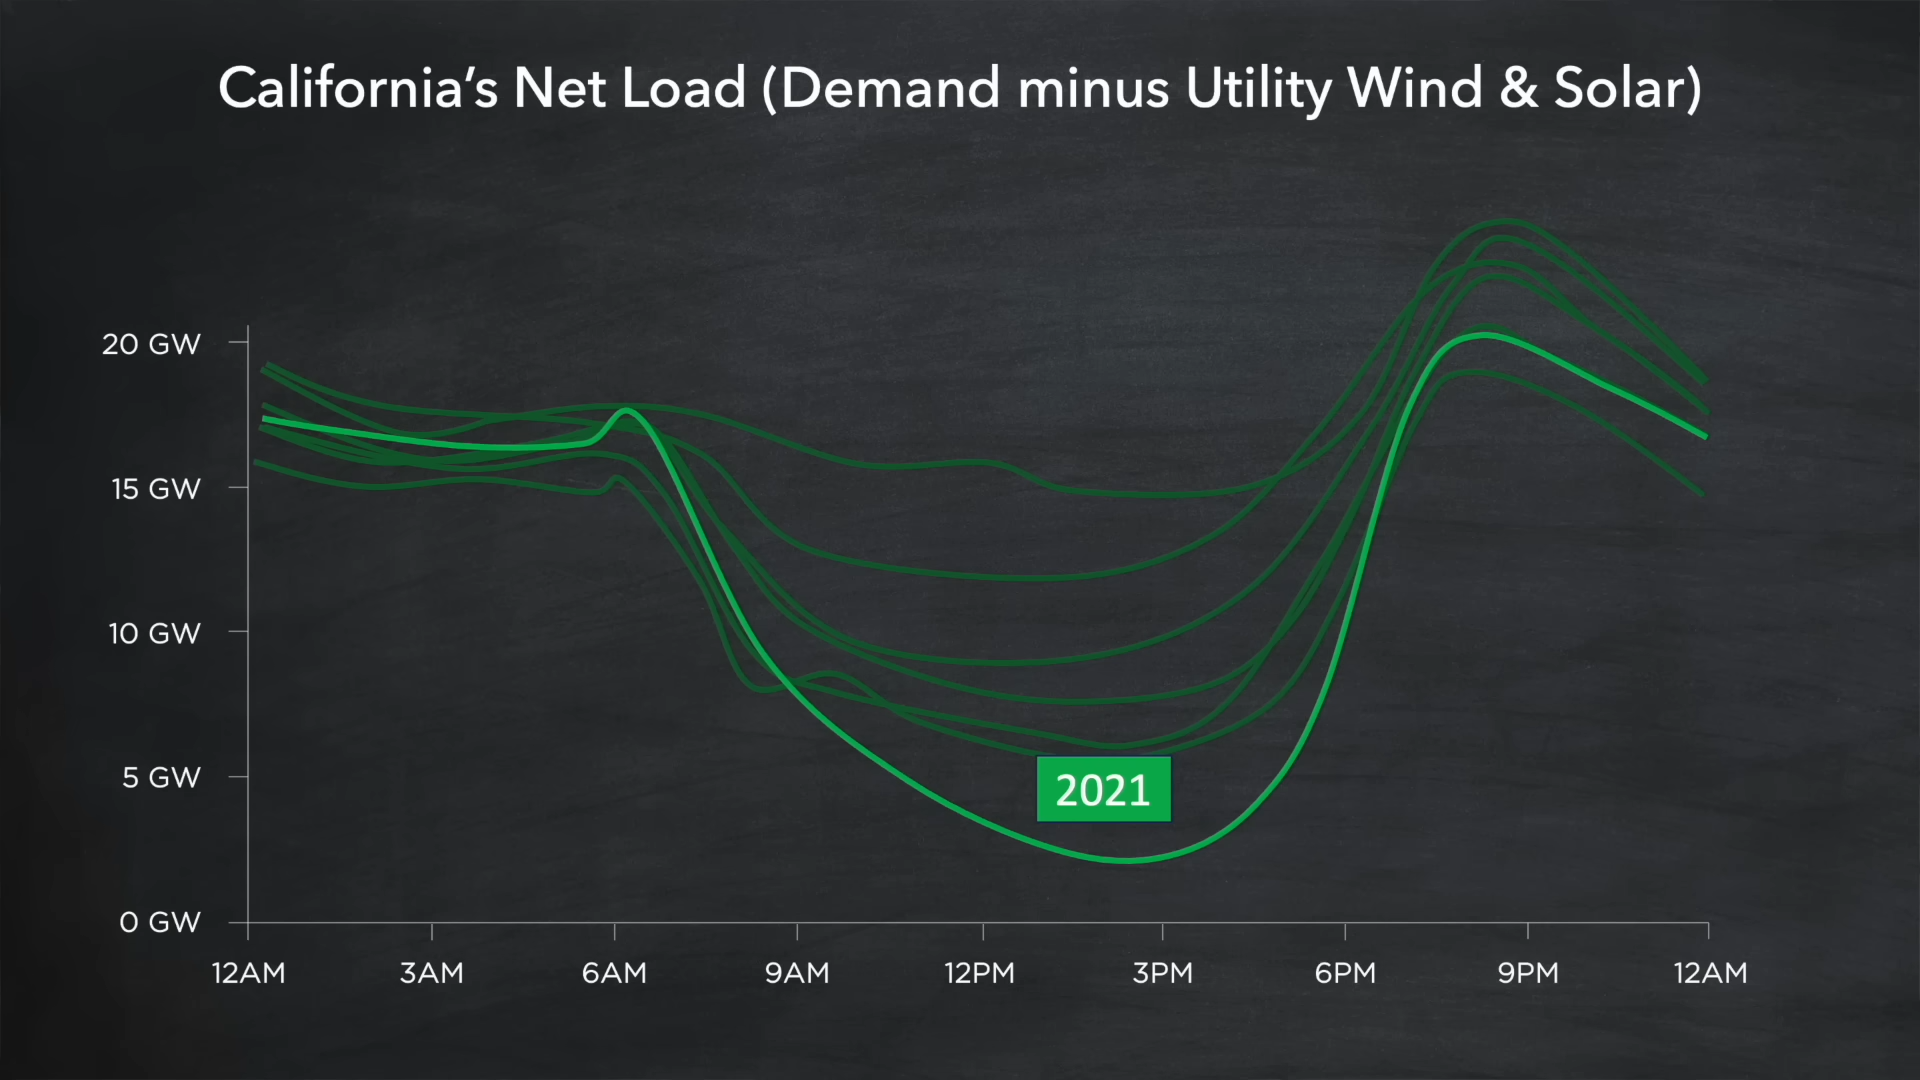 California’s Net Load (Demand minus Utility Wind & Solar)
20 GW
15 GW
10 GW
5 GW
2021
0 GW
12AM 3AM 6AM 9AM 12PM 3PM 6PM 9PM 12AM